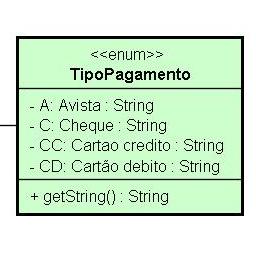 <<enum>>
TipoPagamento
- A: Avista : String
- C: Cheque : String
- CC: Cartao credito : String
- CD: Cartão debito : String
+ getString() : String